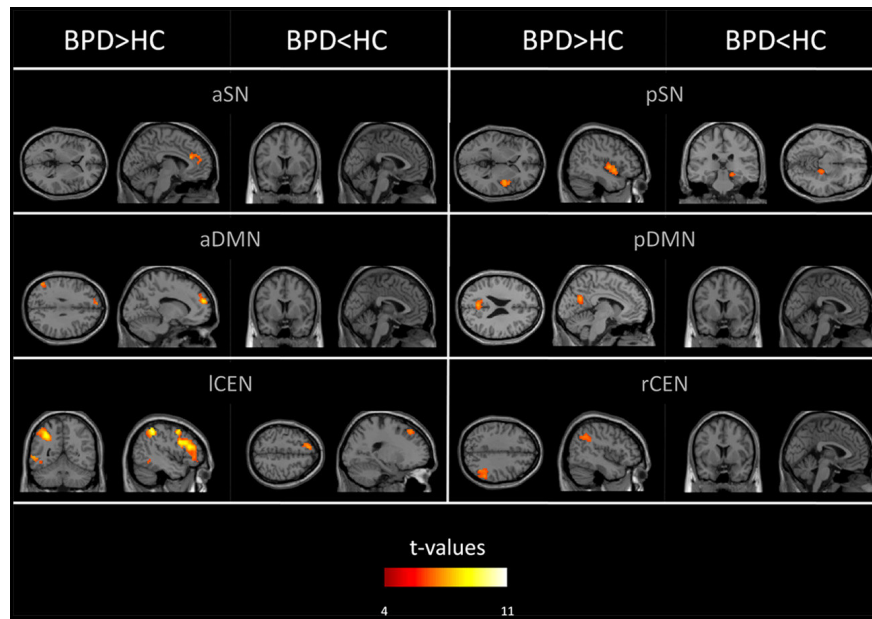 BPD>HC BPD<HC BPD>HC BPD<HC
aSN pSN
aDMN pDMN
lCEN rCEN
t-values
4 11